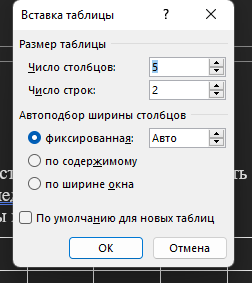 Вставка таблицы
Размер таблицы
Число столбцов: 5
Число строк: 2
Автоподбор ширины столбцов
фиксированная: Авто
по содержимому
по ширине окна
По умолчанию для новых таблиц
ОК Отмена